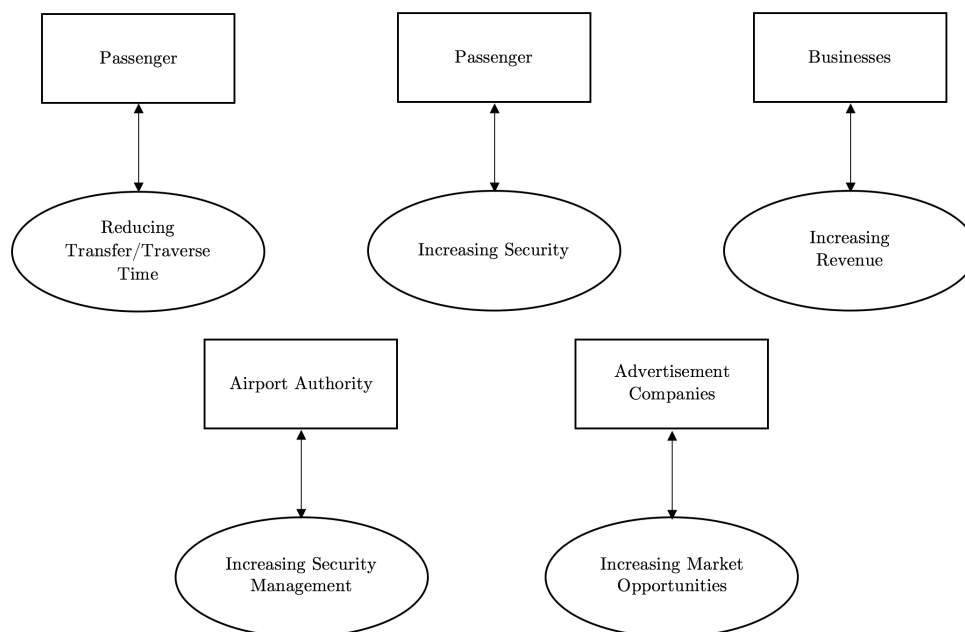 Passenger
Passenger
Businesses
Reducing
Transfer/Traverse
Time
Increasing Security
Increasing
Revenue
Airport Authority
Advertisement
Companies
Increasing Security
Management
Increasing Market
Opportunities